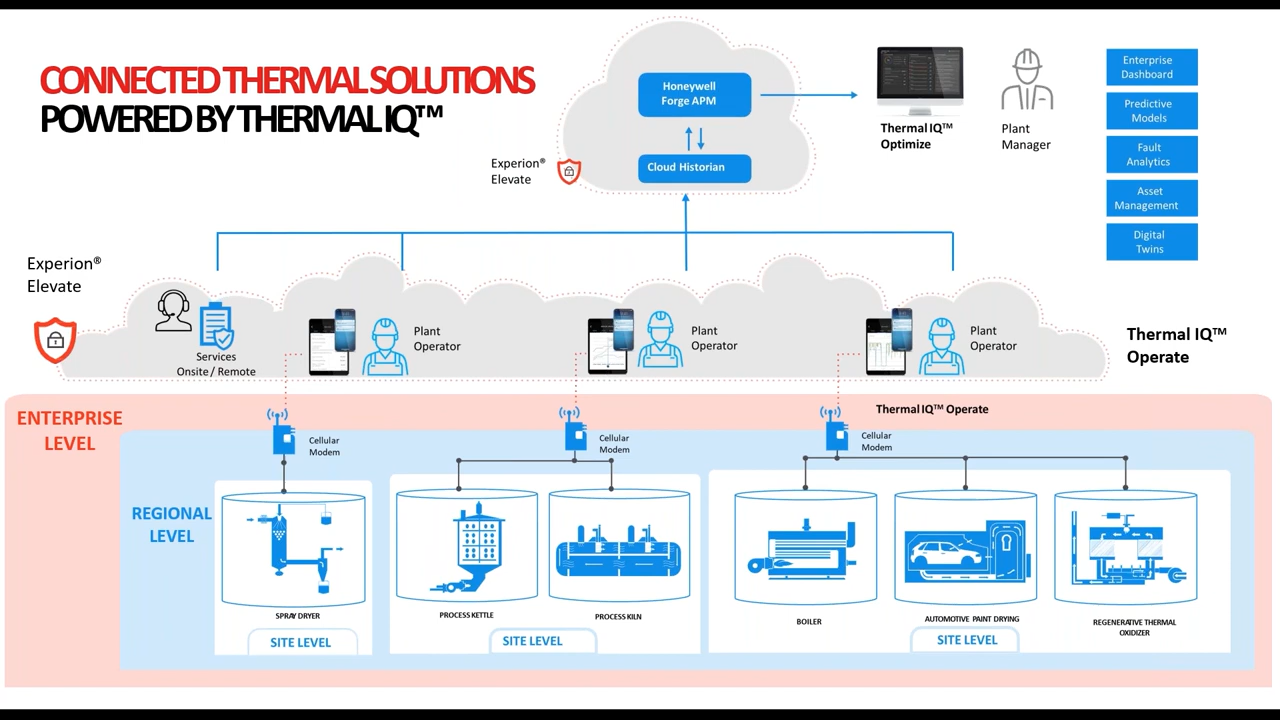 CONNECTED THERMAL SOLUTIONS
POWERED BY THERMAL IQ™
Honeywell
Forge APM
Cloud Historian
Experion®
Elevate
Thermal IQ™
Optimize
Plant
Manager
Enterprise
Dashboard
Predictive
Models
Fault
Analytics
Asset
Management
Digital
Twins
Experion®
Elevate
Services
Onsite / Remote
Plant
Operator
Plant
Operator
Plant
Operator
Thermal IQ™
Operate
ENTERPRISE
LEVEL
Cellular
Modem
Cellular
Modem
Thermal IQ™ Operate
Cellular
Modem
REGIONAL
LEVEL
SPRAY DRYER
SITE LEVEL
PROCESS KETTLE
PROCESS KILN
SITE LEVEL
BOILER
AUTOMOTIVE PAINT DRYING
REGENERATIVE THERMAL
OXIDIZER
SITE LEVEL